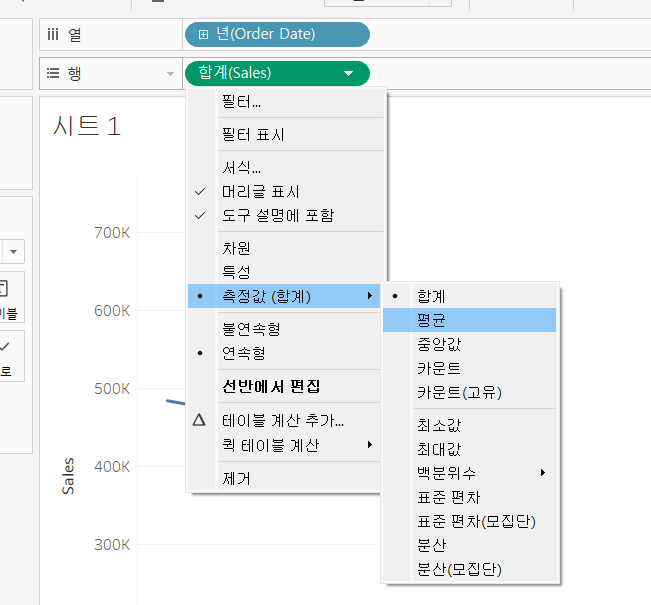 열
년(Order Date)
행
합계(Sales)
시트 1
700K
600K
500K
400K
300K
Sales
이블
로
필터...
필터 표시
서식...
머리글 표시
도구 설명에 포함
차원
특성
측정값 (합계)
불연속형
연속형
선반에서 편집
테이블 계산 추가...
퀵 테이블 계산
제거
합계
평균
중앙값
카운트
카운트(고유)
최소값
최대값
백분위수
표준 편차
표준 편차(모집단)
분산
분산(모집단)